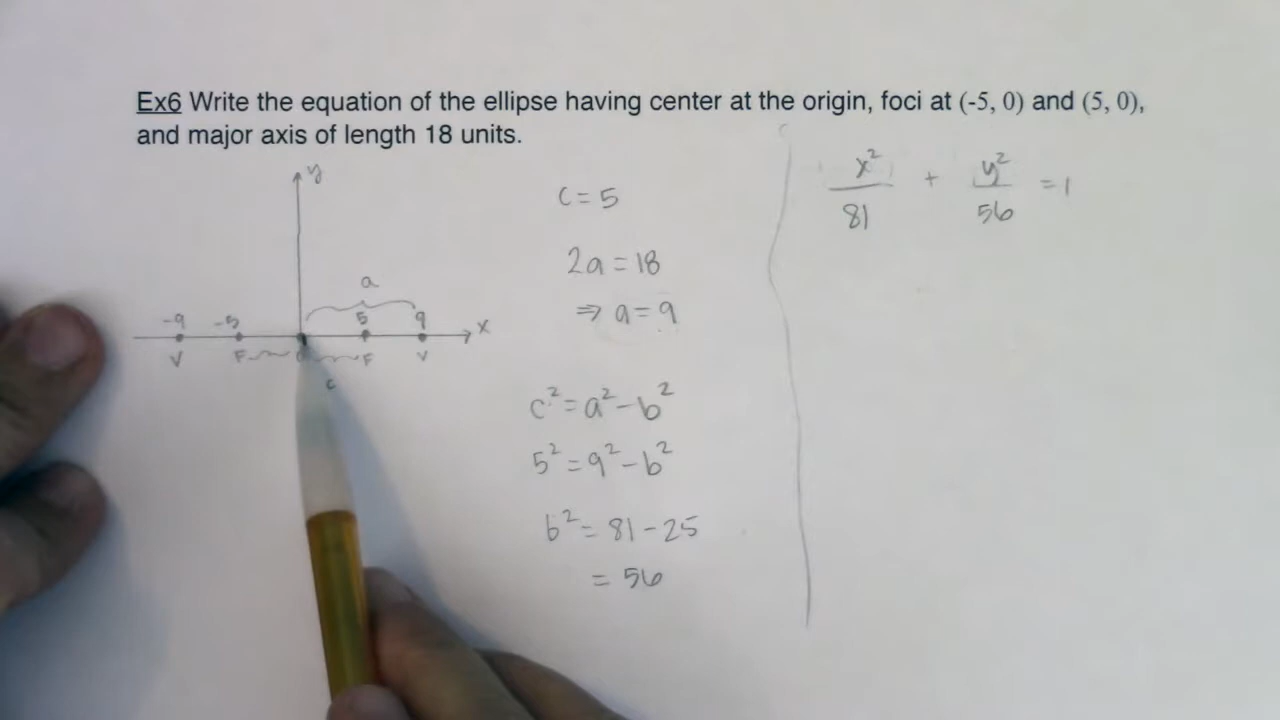 Ex6 Write the equation of the ellipse having center at the origin, foci at (-5, 0) and (5, 0),
and major axis of length 18 units.
y
a
-9 -5 5 9 x
V F F V
c
c = 5
2a = 18
⇒ a = 9
c² = a² - b²
5² = 9² - b²
b² = 81 - 25
= 56
x²/81 + y²/56 = 1